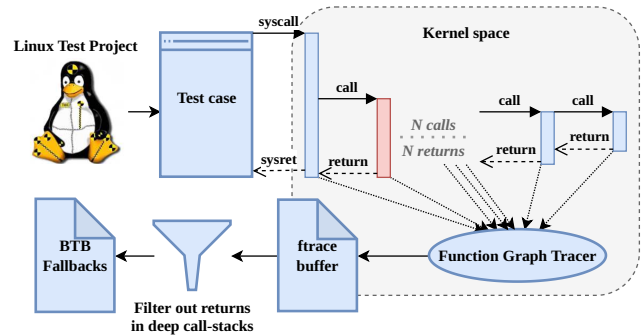 Linux Test Project
Test case
syscall
Kernel space
call
N calls
N returns
call
call
return
return
return
sysret
BTB
Fallbacks
Filter out returns
in deep call-stacks
ftrace
buffer
Function Graph Tracer